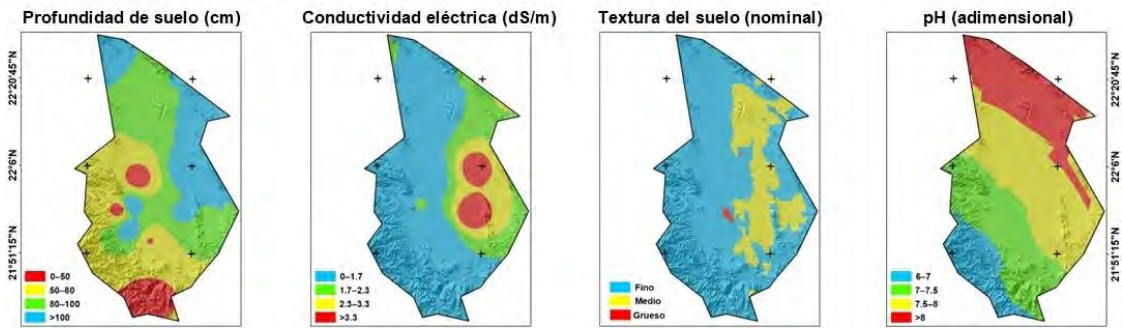 Profundidad de suelo (cm)
Conductividad eléctrica (dS/m)
Textura del suelo (nominal)
pH (adimensional)
22°20'45"N
22°6'N
21°51'15"N
0–50
50–80
80–100
>100
0–1.7
1.7–2.3
2.3–3.3
>3.3
Fino
Medio
Grueso
6–7
7–7.5
7.5–8
>8
22°20'45"N
22°6'N
21°51'15"N